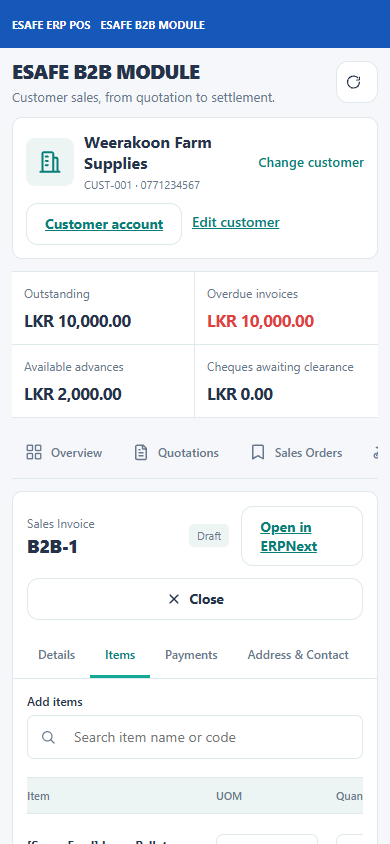 ESAFE ERP POS ESAFE B2B MODULE
ESAFE B2B MODULE
Customer sales, from quotation to settlement.
Weerakoon Farm
Supplies
CUST-001 · 0771234567
Change customer
Customer account
Edit customer
Outstanding
LKR 10,000.00
Overdue invoices
LKR 10,000.00
Available advances
LKR 2,000.00
Cheques awaiting clearance
LKR 0.00
Overview
Quotations
Sales Orders
Sales Invoice
B2B-1
Draft
Open in
ERPNext
Close
Details
Items
Payments
Address & Contact
Add items
Search item name or code
Item
UOM
Quan